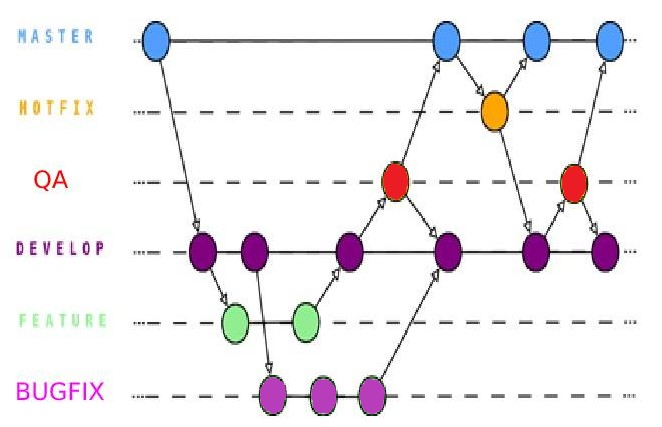 MASTER
HOTFIX
QA
DEVELOP
FEATURE
BUGFIX